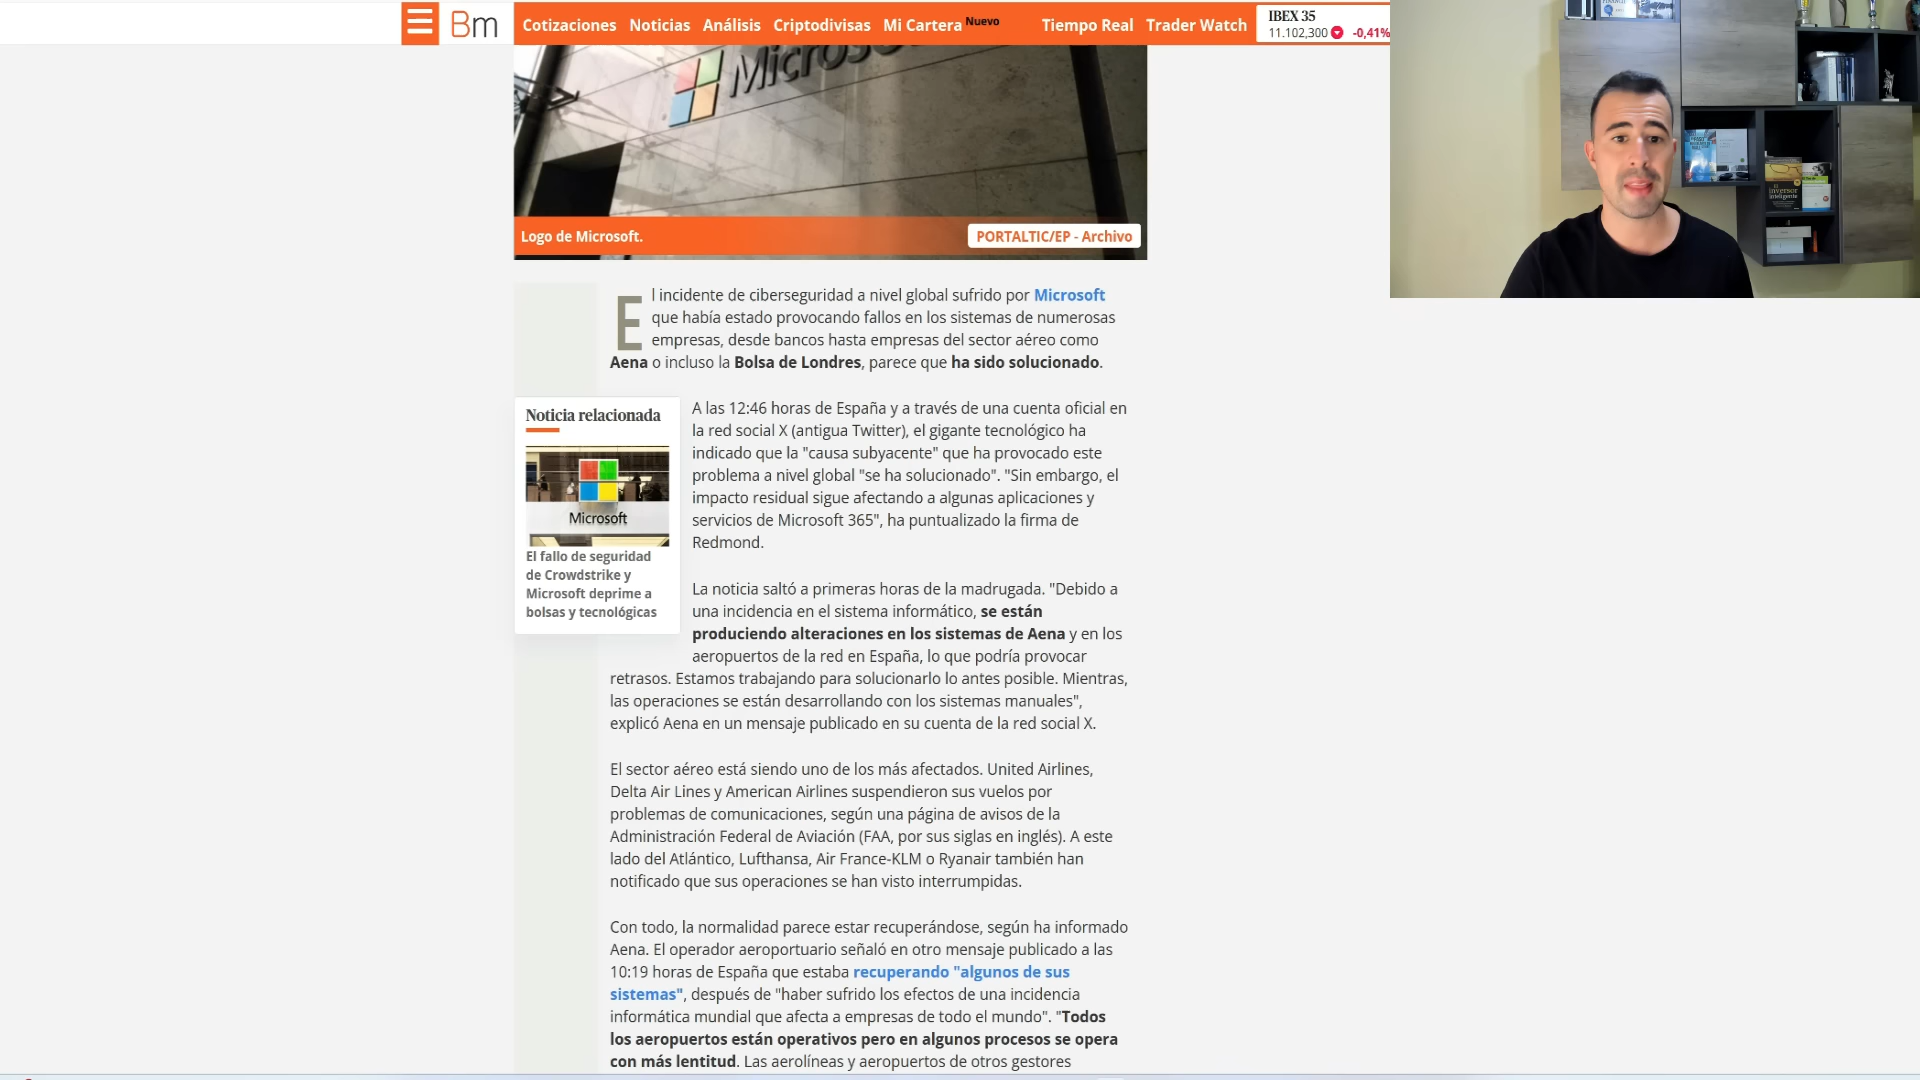 Bm
Cotizaciones Noticias Análisis Criptodivisas Mi Cartera Nuevo Tiempo Real Trader Watch
IBEX 35
11.102,300 -0,41%
Microso
Logo de Microsoft.
PORTALTIC/EP - Archivo
El incidente de ciberseguridad a nivel global sufrido por Microsoft
que había estado provocando fallos en los sistemas de numerosas
empresas, desde bancos hasta empresas del sector aéreo como
Aena o incluso la Bolsa de Londres, parece que ha sido solucionado.
Noticia relacionada
Microsoft
El fallo de seguridad
de Crowdstrike y
Microsoft deprime a
bolsas y tecnológicas
A las 12:46 horas de España y a través de una cuenta oficial en
la red social X (antigua Twitter), el gigante tecnológico ha
indicado que la "causa subyacente" que ha provocado este
problema a nivel global "se ha solucionado". "Sin embargo, el
impacto residual sigue afectando a algunas aplicaciones y
servicios de Microsoft 365", ha puntualizado la firma de
Redmond.
La noticia saltó a primeras horas de la madrugada. "Debido a
una incidencia en el sistema informático, se están
produciendo alteraciones en los sistemas de Aena y en los
aeropuertos de la red en España, lo que podría provocar
retrasos. Estamos trabajando para solucionarlo lo antes posible. Mientras,
las operaciones se están desarrollando con los sistemas manuales",
explicó Aena en un mensaje publicado en su cuenta de la red social X.
El sector aéreo está siendo uno de los más afectados. United Airlines,
Delta Air Lines y American Airlines suspendieron sus vuelos por
problemas de comunicaciones, según una página de avisos de la
Administración Federal de Aviación (FAA, por sus siglas en inglés). A este
lado del Atlántico, Lufthansa, Air France-KLM o Ryanair también han
notificado que sus operaciones se han visto interrumpidas.
Con todo, la normalidad parece estar recuperándose, según ha informado
Aena. El operador aeroportuario señaló en otro mensaje publicado a las
10:19 horas de España que estaba recuperando "algunos de sus
sistemas", después de "haber sufrido los efectos de una incidencia
informática mundial que afecta a empresas de todo el mundo". "Todos
los aeropuertos están operativos pero en algunos procesos se opera
con más lentitud. Las aerolíneas y aeropuertos de otros gestores
inversor
inteligente